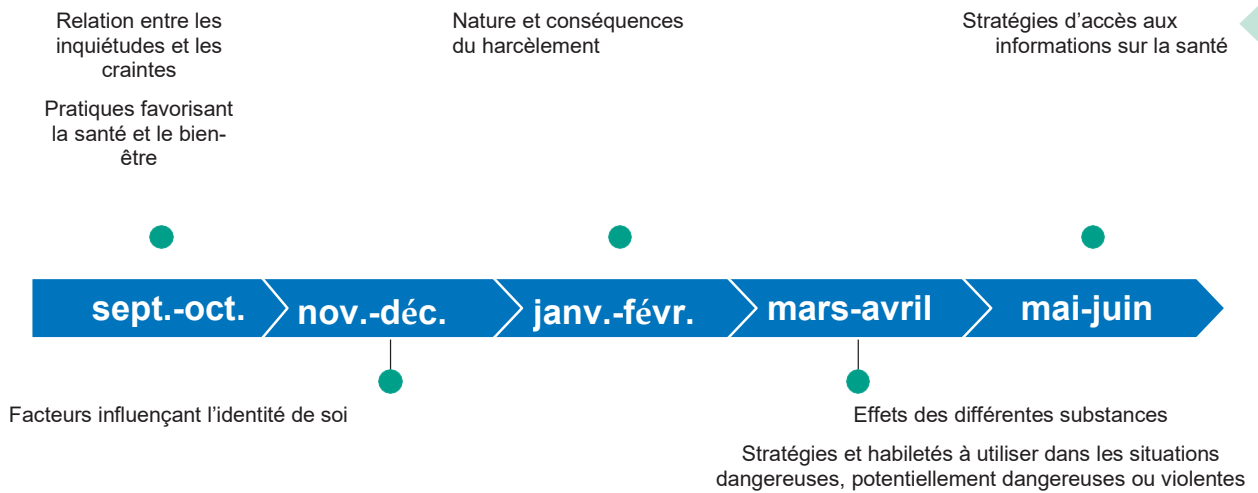 Relation entre les
inquiétudes et les
craintes
Pratiques favorisant
la santé et le bien-
être
Nature et conséquences
du harcèlement
Stratégies d’accès aux
informations sur la santé
sept.-oct.
nov.-déc.
janv.-févr.
mars-avril
mai-juin
Facteurs influençant l’identité de soi
Effets des différentes substances
Stratégies et habiletés à utiliser dans les situations
dangereuses, potentiellement dangereuses ou violentes